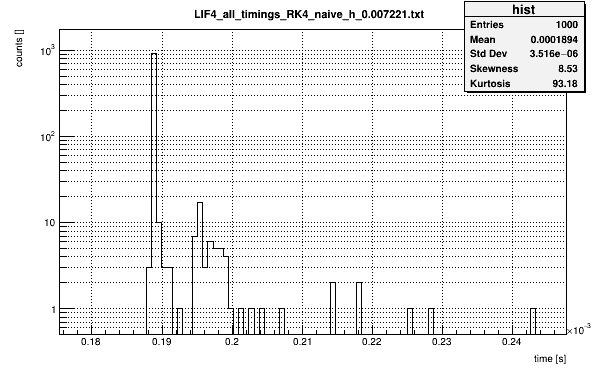 LIF4_all_timings_RK4_naive_h_0.007221.txt
hist
Entries 1000
Mean 0.0001894
Std Dev 3.516e−06
Skewness 8.53
Kurtosis 93.18
counts []
10³
10²
10
1
0.18 0.19 0.2 0.21 0.22 0.23 0.24
×10⁻³
time [s]